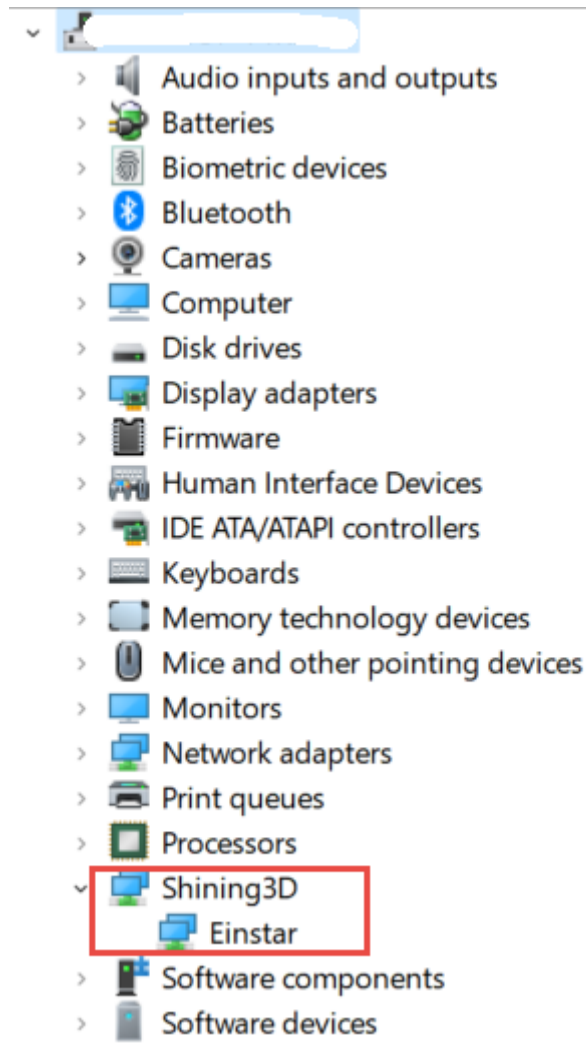 Audio inputs and outputs
Batteries
Biometric devices
Bluetooth
Cameras
Computer
Disk drives
Display adapters
Firmware
Human Interface Devices
IDE ATA/ATAPI controllers
Keyboards
Memory technology devices
Mice and other pointing devices
Monitors
Network adapters
Print queues
Processors
Shining3D
Einstar
Software components
Software devices